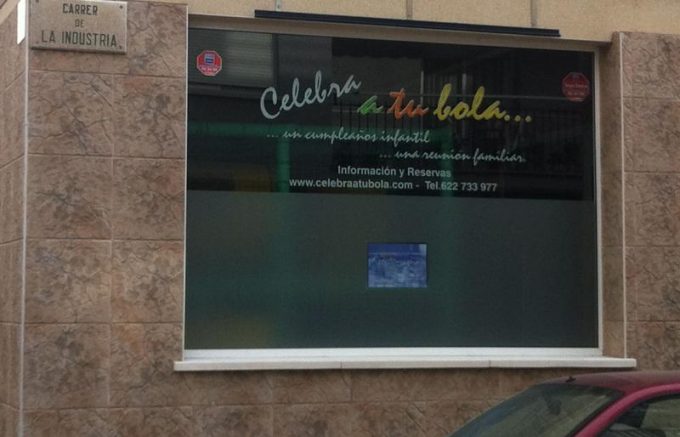 CARRER
DE
LA INDUSTRIA
Celebra
a tu bola...
... un cumpleaños infantil
... una reunión familiar.
Información y Reservas
www.celebraatubola.com - Tel.622 733 977